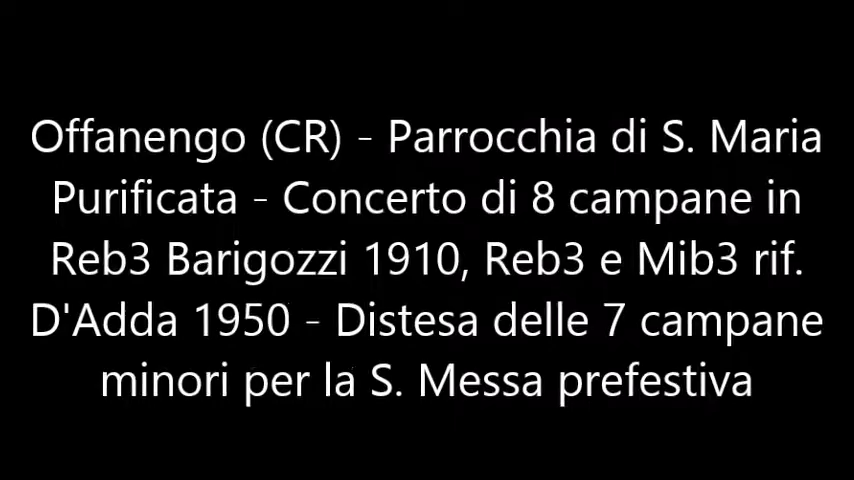 Offanengo (CR) - Parrocchia di S. Maria
Purificata - Concerto di 8 campane in
Reb3 Barigozzi 1910, Reb3 e Mib3 rif.
D'Adda 1950 - Distesa delle 7 campane
minori per la S. Messa prefestiva